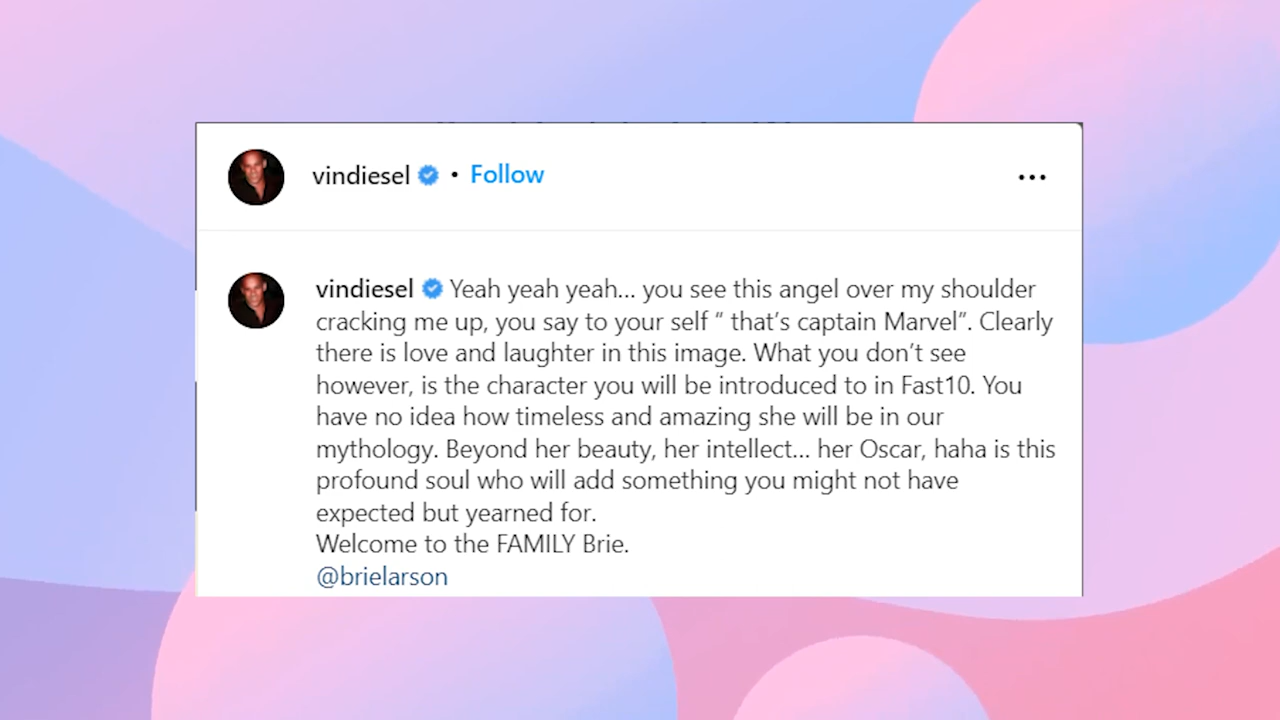 vindiesel • Follow
...
vindiesel Yeah yeah yeah... you see this angel over my shoulder
cracking me up, you say to your self “ that’s captain Marvel”. Clearly
there is love and laughter in this image. What you don’t see
however, is the character you will be introduced to in Fast10. You
have no idea how timeless and amazing she will be in our
mythology. Beyond her beauty, her intellect... her Oscar, haha is this
profound soul who will add something you might not have
expected but yearned for.
Welcome to the FAMILY Brie.
@brielarson